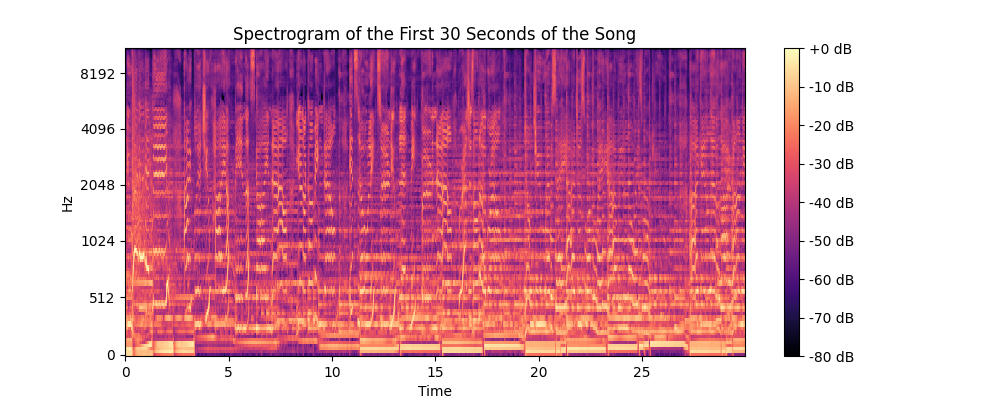 Spectrogram of the First 30 Seconds of the Song
Hz
8192
4096
2048
1024
512
0
0 5 10 15 20 25
Time
+0 dB
-10 dB
-20 dB
-30 dB
-40 dB
-50 dB
-60 dB
-70 dB
-80 dB